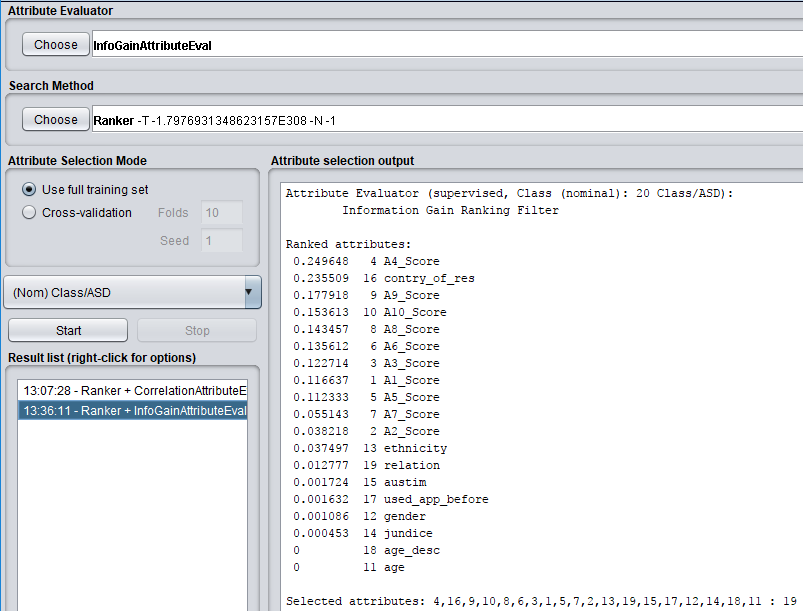 Attribute Evaluator
Choose InfoGainAttributeEval
Search Method
Choose Ranker -T -1.7976931348623157E308 -N -1
Attribute Selection Mode
Use full training set
Cross-validation Folds 10
Seed 1
(Nom) Class/ASD
Start Stop
Result list (right-click for options)
13:07:28 - Ranker + CorrelationAttributeE
13:36:11 - Ranker + InfoGainAttributeEval
Attribute selection output
Attribute Evaluator (supervised, Class (nominal): 20 Class/ASD):
Information Gain Ranking Filter
Ranked attributes:
0.249648 4 A4_Score
0.235509 16 contry_of_res
0.177918 9 A9_Score
0.153613 10 A10_Score
0.143457 8 A8_Score
0.135612 6 A6_Score
0.122714 3 A3_Score
0.116637 1 A1_Score
0.112333 5 A5_Score
0.055143 7 A7_Score
0.038218 2 A2_Score
0.037497 13 ethnicity
0.012777 19 relation
0.001724 15 austim
0.001632 17 used_app_before
0.001086 12 gender
0.000453 14 jundice
0 18 age_desc
0 11 age
Selected attributes: 4,16,9,10,8,6,3,1,5,7,2,13,19,15,17,12,14,18,11 : 19